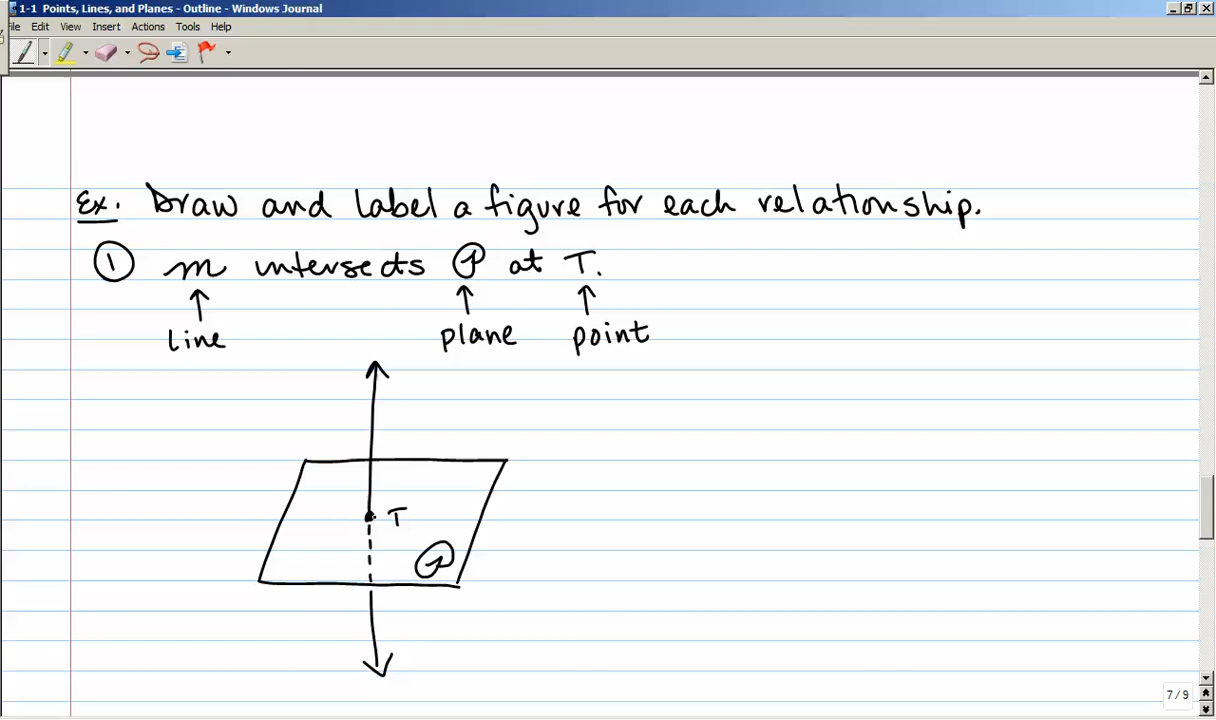 1-1 Points, Lines, and Planes - Outline - Windows Journal
File Edit View Insert Actions Tools Help
Ex. Draw and label a figure for each relationship.
① m intersects P at T.
line plane point
T
P
7 / 9